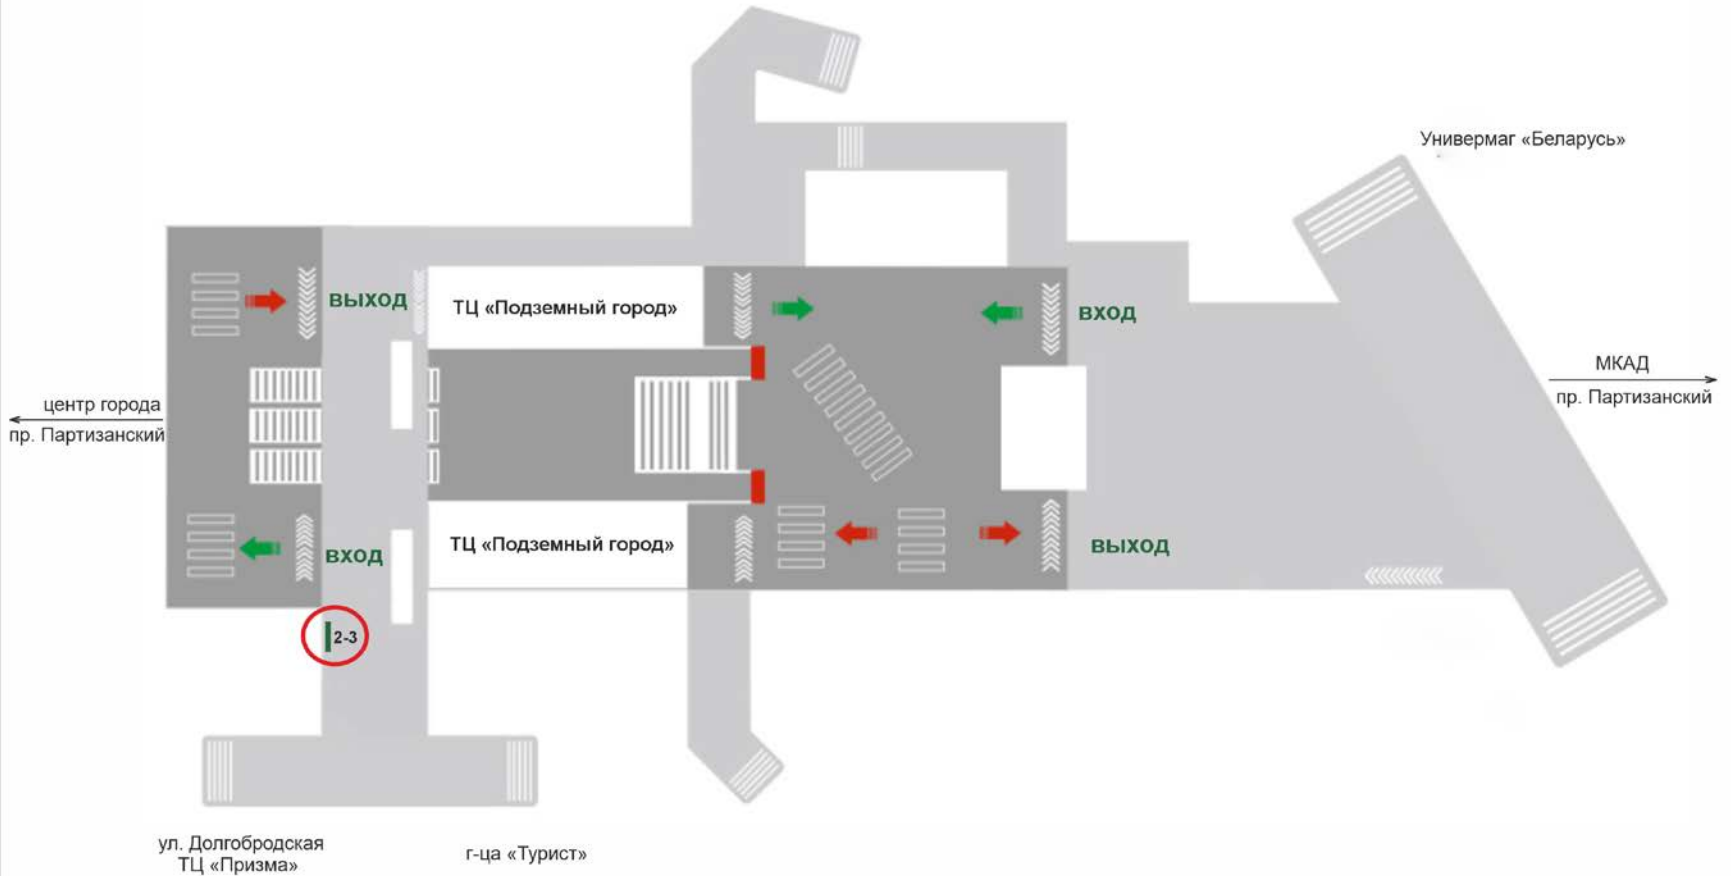 Универмаг «Беларусь»
ВЫХОД
ТЦ «Подземный город»
ВХОД
МКАД
пр. Партизанский
центр города
пр. Партизанский
ВХОД
ТЦ «Подземный город»
ВЫХОД
2-3
ул. Долгобродская
ТЦ «Призма»
г-ца «Турист»